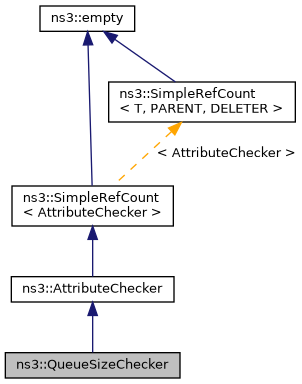 ns3::empty
ns3::SimpleRefCount
< T, PARENT, DELETER >
< AttributeChecker >
ns3::SimpleRefCount
< AttributeChecker >
ns3::AttributeChecker
ns3::QueueSizeChecker